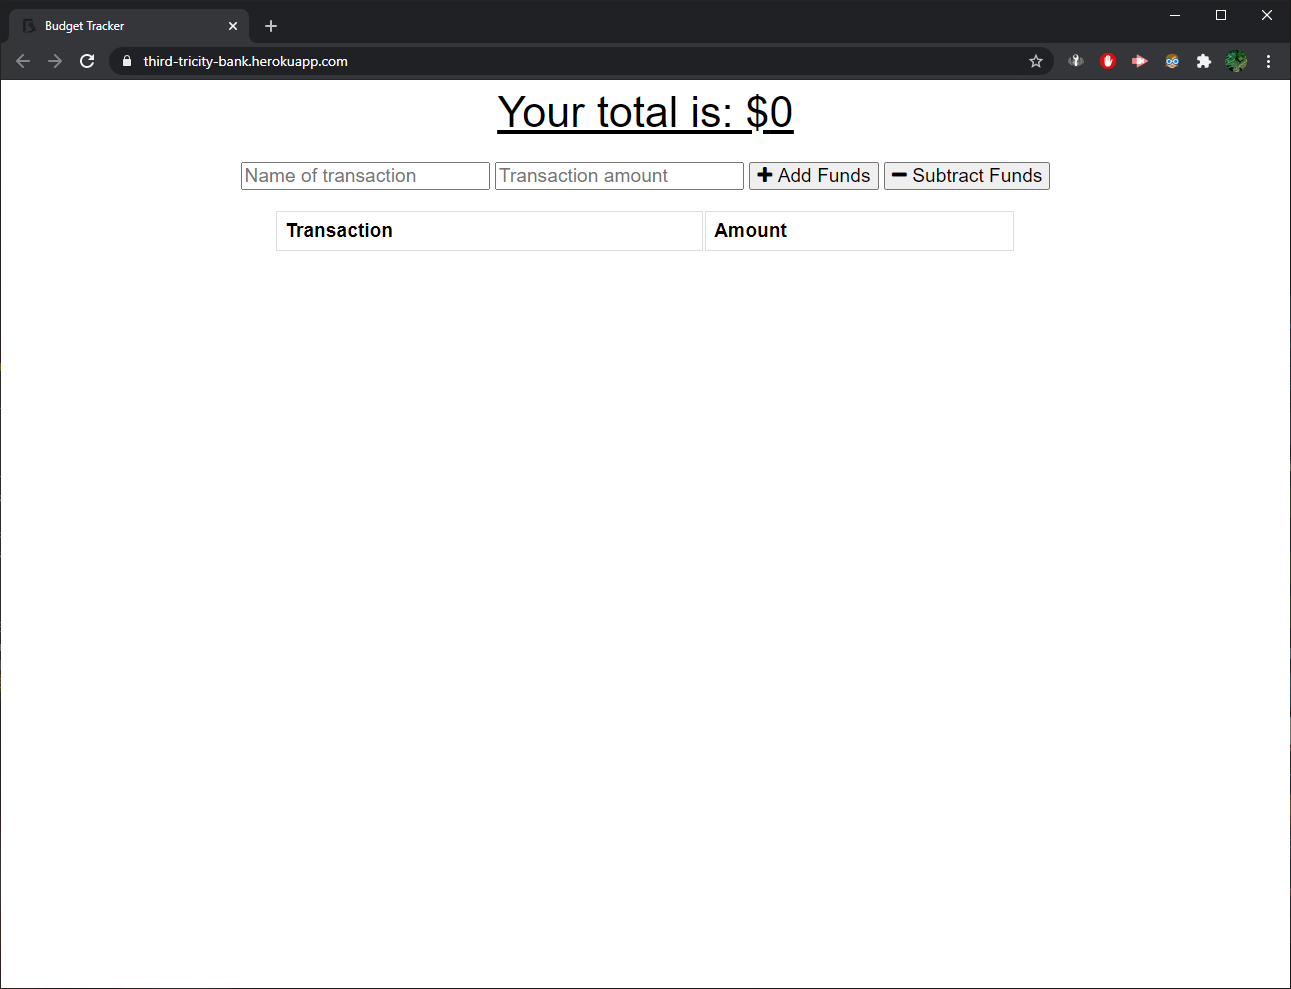 Budget Tracker
third-tricity-bank.herokuapp.com
Your total is: $0
Name of transaction Transaction amount Add Funds Subtract Funds
Transaction Amount